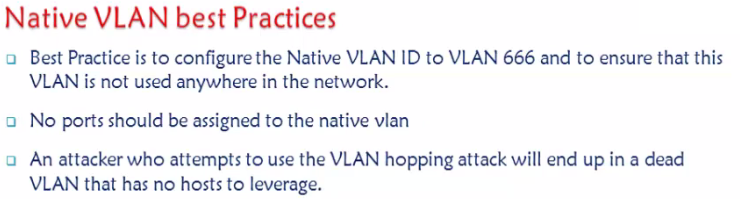 Native VLAN best Practices
Best Practice is to configure the Native VLAN ID to VLAN 666 and to ensure that this
VLAN is not used anywhere in the network.
No ports should be assigned to the native vlan
An attacker who attempts to use the VLAN hopping attack will end up in a dead
VLAN that has no hosts to leverage.